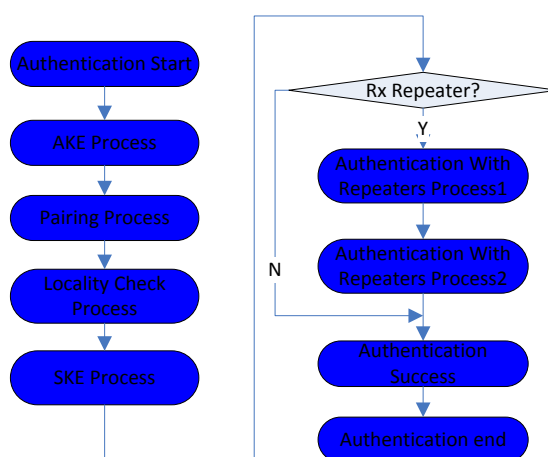 Authentication Start
AKE Process
Pairing Process
Locality Check
Process
SKE Process
Rx Repeater?
Y
Authentication With
Repeaters Process1
Authentication With
Repeaters Process2
N
Authentication
Success
Authentication end